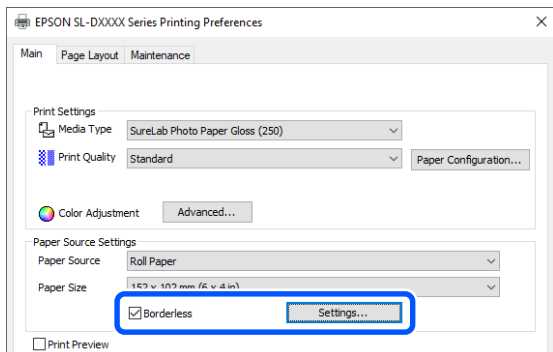 EPSON SL-DXXXX Series Printing Preferences
Main Page Layout Maintenance
Print Settings
Media Type SureLab Photo Paper Gloss (250)
Print Quality Standard Paper Configuration...
Color Adjustment Advanced...
Paper Source Settings
Paper Source Roll Paper
Paper Size 152 x 102 mm (6 x 4 in)
Borderless Settings...
Print Preview